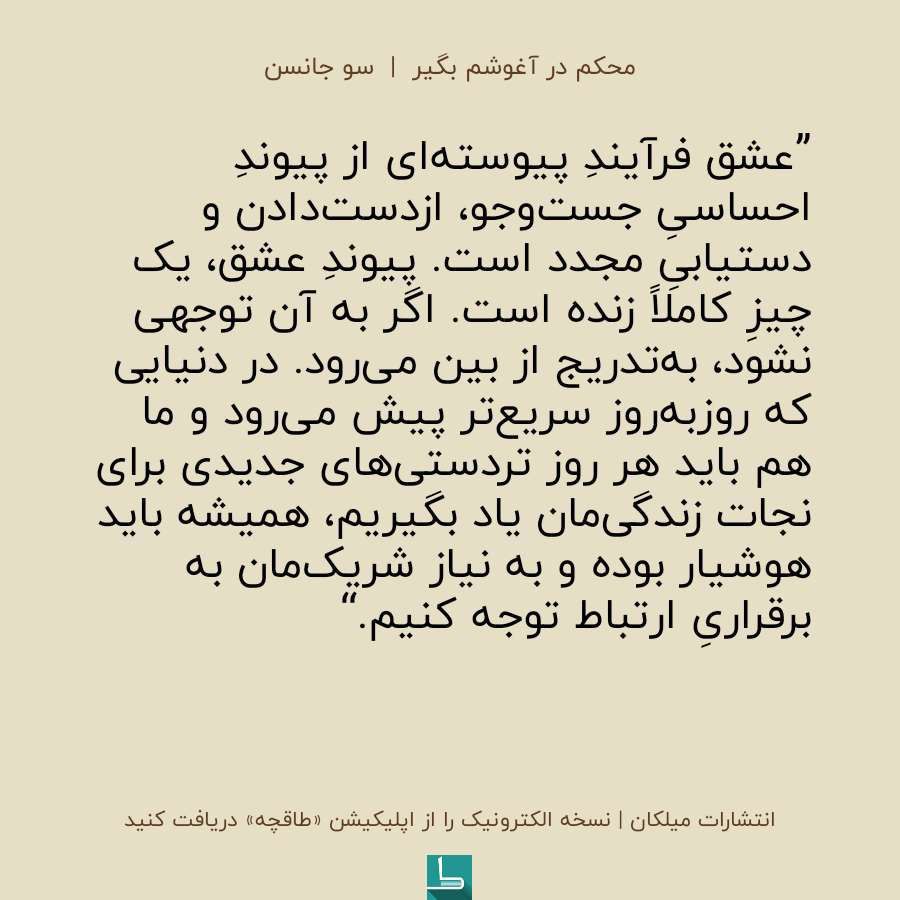 محکم در آغوشم بگیر | سو جانسن
”عشق فرآیندِ پیوسته‌ای از پیوندِ
احساسیِ جست‌وجو، ازدست‌دادن و
دستیابیِ مجدد است. پیوندِ عشق، یک
چیزِ کاملاً زنده است. اگر به آن توجهی
نشود، به‌تدریج از بین می‌رود. در دنیایی
که روزبه‌روز سریع‌تر پیش می‌رود و ما
هم باید هر روز تردستی‌های جدیدی برای
نجات زندگی‌مان یاد بگیریم، همیشه باید
هوشیار بوده و به نیاز شریک‌مان به
برقراریِ ارتباط توجه کنیم.“
انتشارات میلکان | نسخه الکترونیک را از اپلیکیشن «طاقچه» دریافت کنید